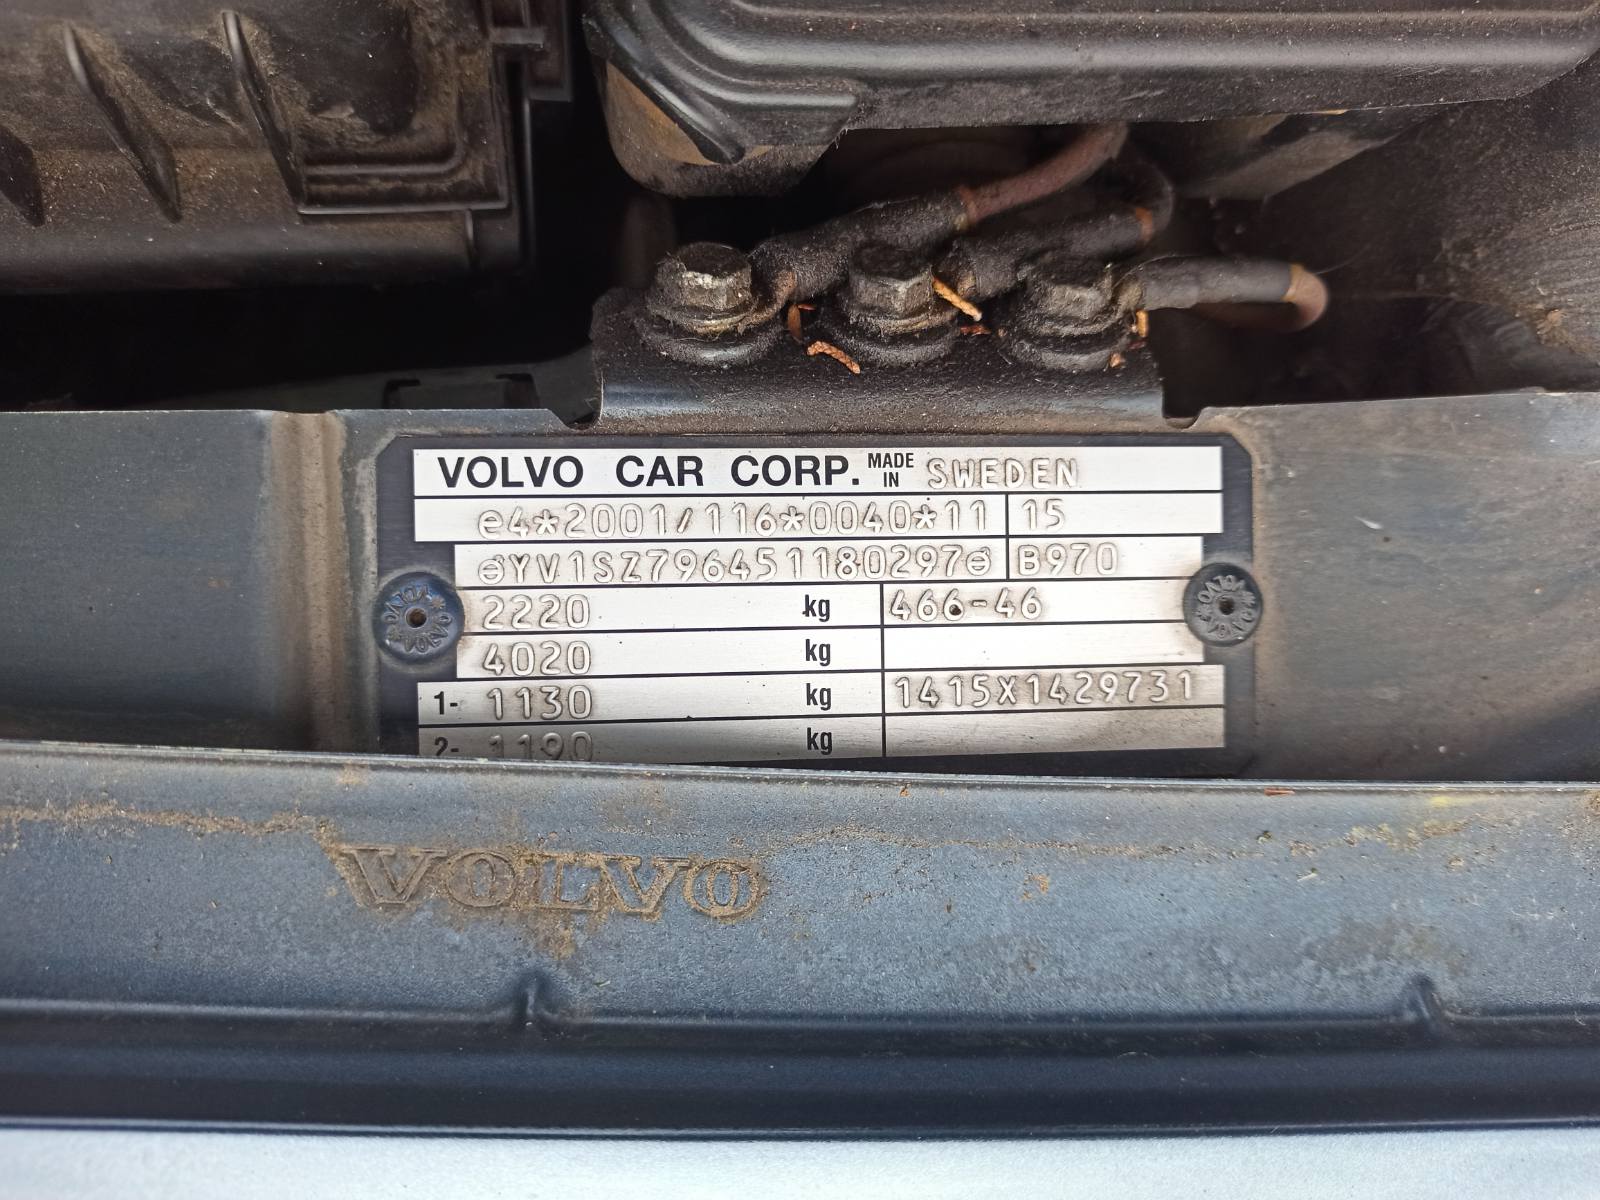 VOLVO CAR CORP. MADE IN SWEDEN
e4*2001/116*0040*11 15
YV1SZ796451180297 B970
2220 kg 466-46
4020 kg
1- 1130 kg 1415X1429731
2- 1190 kg
VOLVO